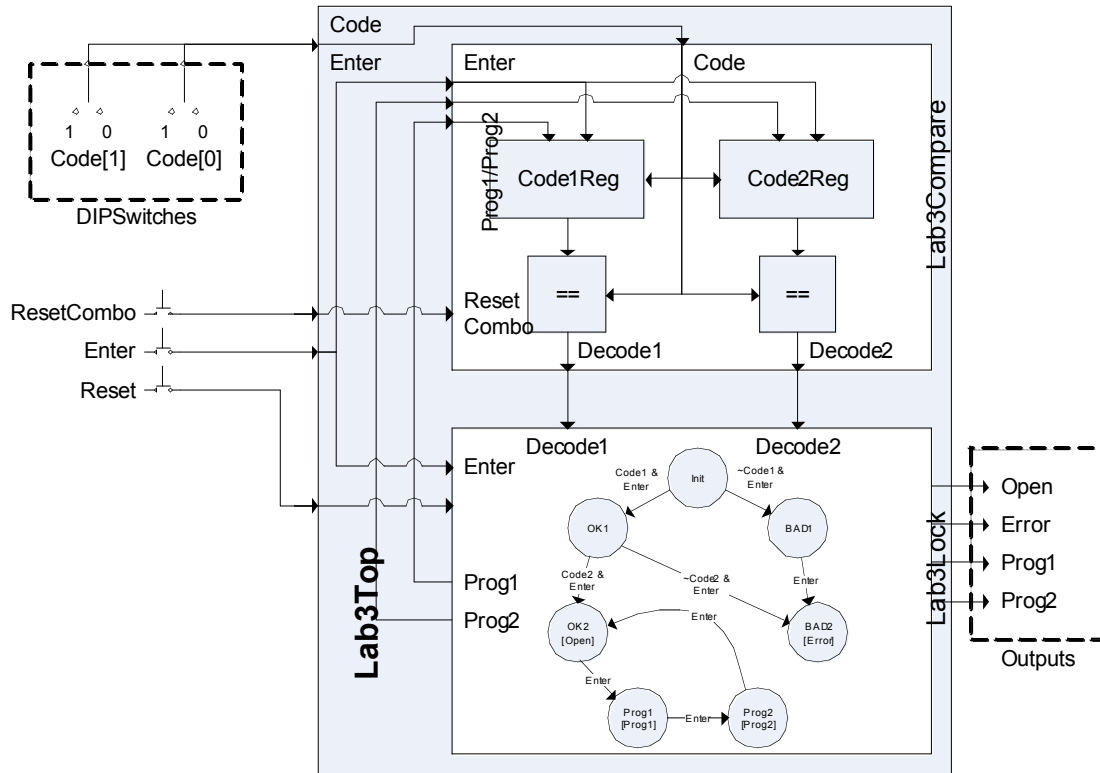 Code
Enter
Enter
Code
1 0
1 0
Code[1]
Code[0]
DIPSwitches
Prog1/Prog2
Code1Reg
Code2Reg
Lab3Compare
==
==
Reset
Combo
Decode1
Decode2
ResetCombo
Enter
Reset
Lab3Top
Decode1
Decode2
Enter
Prog1
Prog2
Init
Code1 &
Enter
~Code1 &
Enter
OK1
BAD1
Code2 &
Enter
~Code2 &
Enter
Enter
OK2
[Open]
Enter
BAD2
[Error]
Enter
Prog1
[Prog1]
Enter
Prog2
[Prog2]
Lab3Lock
Open
Error
Prog1
Prog2
Outputs